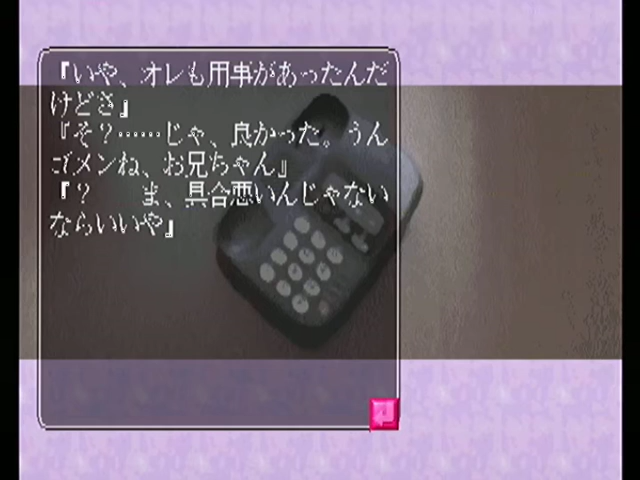 『いや、オレも用事があったんだ
けどさ』
『そ？……じゃ、良かった。うん
ゴメンね、お兄ちゃん』
『？　ま、具合悪いんじゃない
ならいいや』